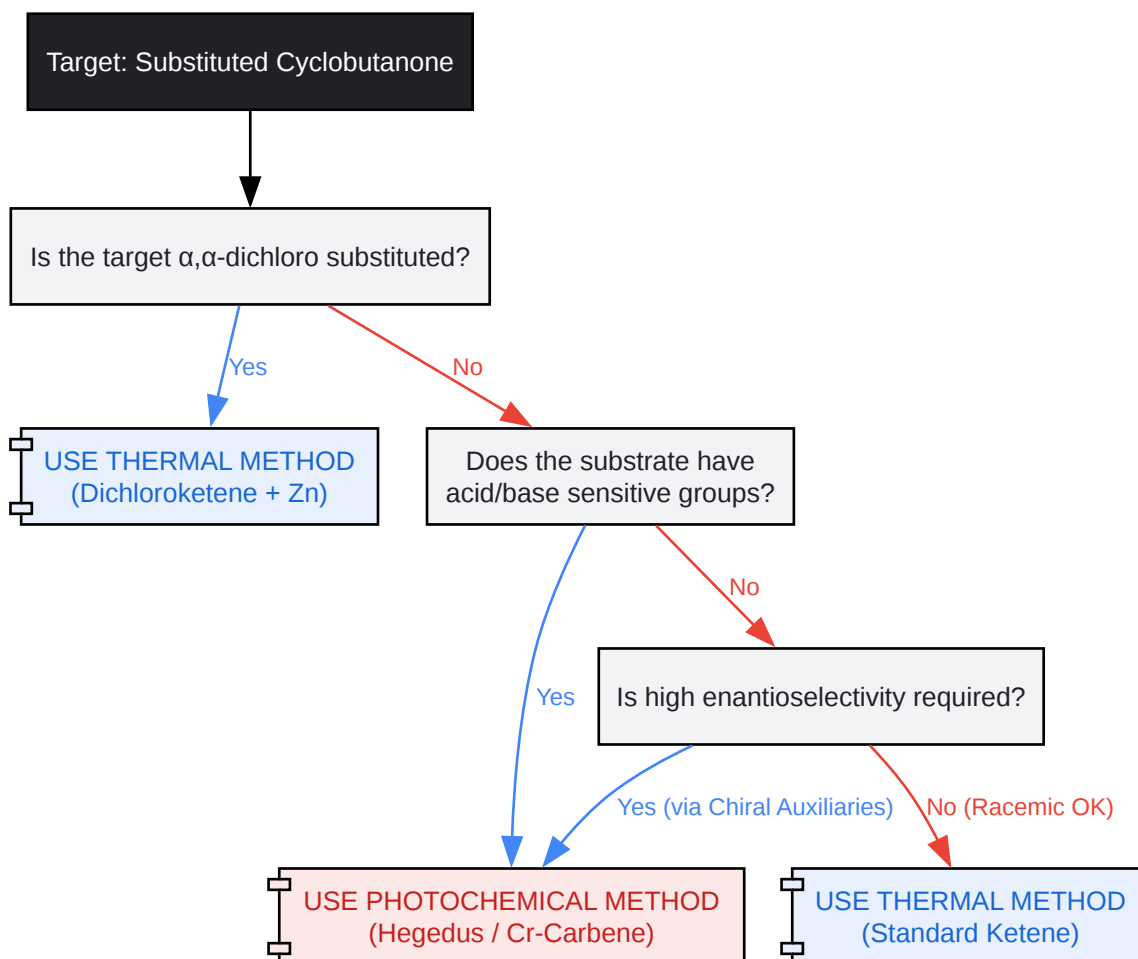 Target: Substituted Cyclobutanone
Is the target α,α-dichloro substituted?
Yes
No
USE THERMAL METHOD
(Dichloroketene + Zn)
Does the substrate have
acid/base sensitive groups?
No
Yes
Is high enantioselectivity required?
Yes (via Chiral Auxiliaries)
No (Racemic OK)
USE PHOTOCHEMICAL METHOD
(Hegedus / Cr-Carbene)
USE THERMAL METHOD
(Standard Ketene)